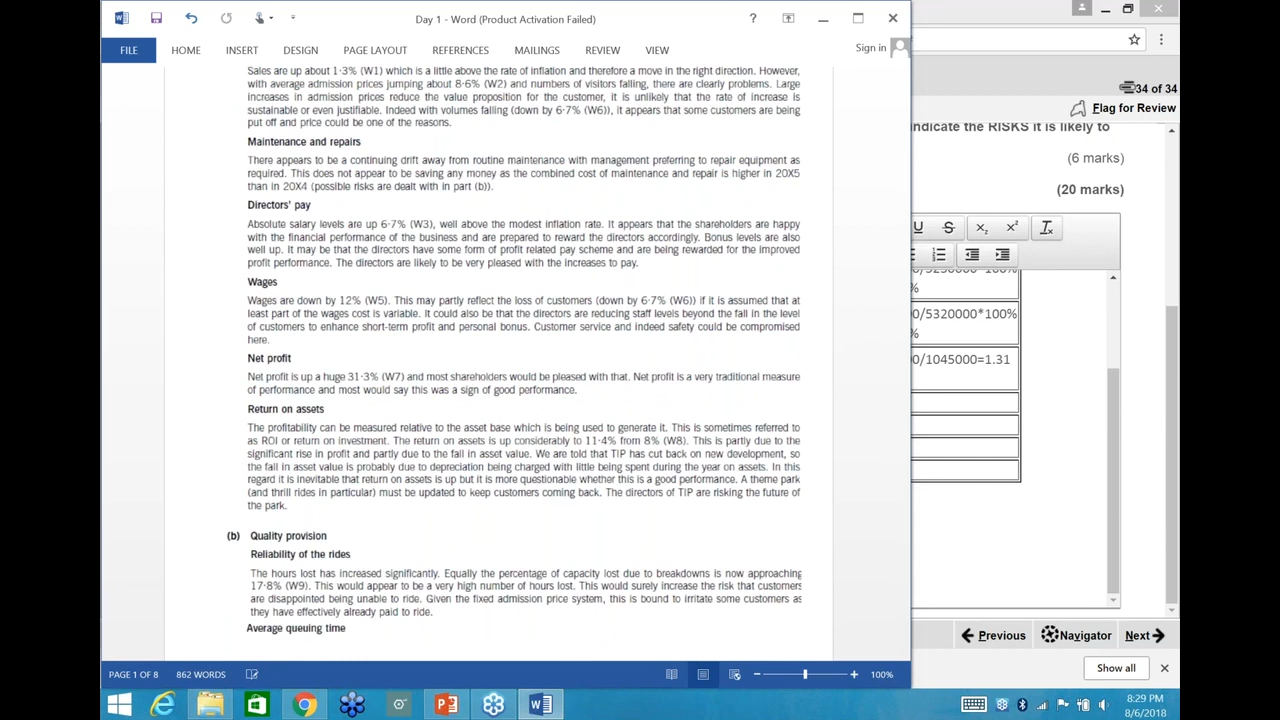 Day 1 - Word (Product Activation Failed)
FILE HOME INSERT DESIGN PAGE LAYOUT REFERENCES MAILINGS REVIEW VIEW Sign in
Sales are up about 1·3% (W1) which is a little above the rate of inflation and therefore a move in the right direction. However,
with average admission prices jumping about 8·6% (W2) and numbers of visitors falling, there are clearly problems. Large
increases in admission prices reduce the value proposition for the customer, it is unlikely that the rate of increase is
sustainable or even justifiable. Indeed with volumes falling (down by 6·7% (W6)), it appears that some customers are being
put off and price could be one of the reasons.
Maintenance and repairs
There appears to be a continuing drift away from routine maintenance with management preferring to repair equipment as
required. This does not appear to be saving any money as the combined cost of maintenance and repair is higher in 20X5
than in 20X4 (possible risks are dealt with in part (b)).
Directors' pay
Absolute salary levels are up 6·7% (W3), well above the modest inflation rate. It appears that the shareholders are happy
with the financial performance of the business and are prepared to reward the directors accordingly. Bonus levels are also
well up. It may be that the directors have some form of profit related pay scheme and are being rewarded for the improved
profit performance. The directors are likely to be very pleased with the increases to pay.
Wages
Wages are down by 12% (W5). This may partly reflect the loss of customers (down by 6·7% (W6)) if it is assumed that at
least part of the wages cost is variable. It could also be that the directors are reducing staff levels beyond the fall in the level
of customers to enhance short-term profit and personal bonus. Customer service and indeed safety could be compromised
here.
Net profit
Net profit is up a huge 31·3% (W7) and most shareholders would be pleased with that. Net profit is a very traditional measure
of performance and most would say this was a sign of good performance.
Return on assets
The profitability can be measured relative to the asset base which is being used to generate it. This is sometimes referred to
as ROI or return on investment. The return on assets is up considerably to 11·4% from 8% (W8). This is partly due to the
significant rise in profit and partly due to the fall in asset value. We are told that TIP has cut back on new development, so
the fall in asset value is probably due to depreciation being charged with little being spent during the year on assets. In this
regard it is inevitable that return on assets is up but it is more questionable whether this is a good performance. A theme park
(and thrill rides in particular) must be updated to keep customers coming back. The directors of TIP are risking the future of
the park.
(b) Quality provision
Reliability of the rides
The hours lost has increased significantly. Equally the percentage of capacity lost due to breakdowns is now approaching
17·8% (W9). This would appear to be a very high number of hours lost. This would surely increase the risk that customers
are disappointed being unable to ride. Given the fixed admission price system, this is bound to irritate some customers as
they have effectively already paid to ride.
Average queuing time
PAGE 1 OF 8 862 WORDS 100%
34 of 34
Flag for Review
indicate the RISKS it is likely to
(6 marks)
(20 marks)
%
00/5320000*100%
%
00/1045000=1.31
Previous Navigator Next
Show all
8:29 PM
8/6/2018